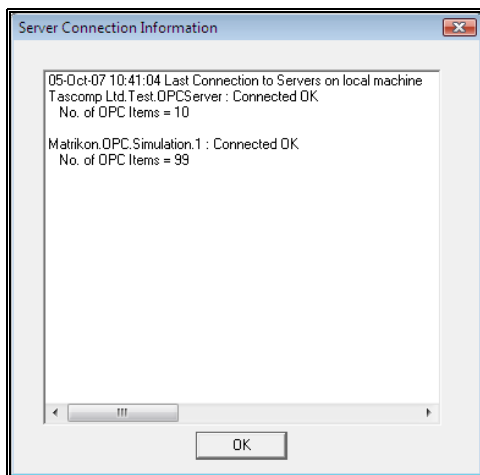 Server Connection Information
05-Oct-07 10:41:04 Last Connection to Servers on local machine
Tascomp Ltd.Test.OPCServer : Connected OK
No. of OPC Items = 10
Matrikon.OPC.Simulation.1 : Connected OK
No. of OPC Items = 99
OK